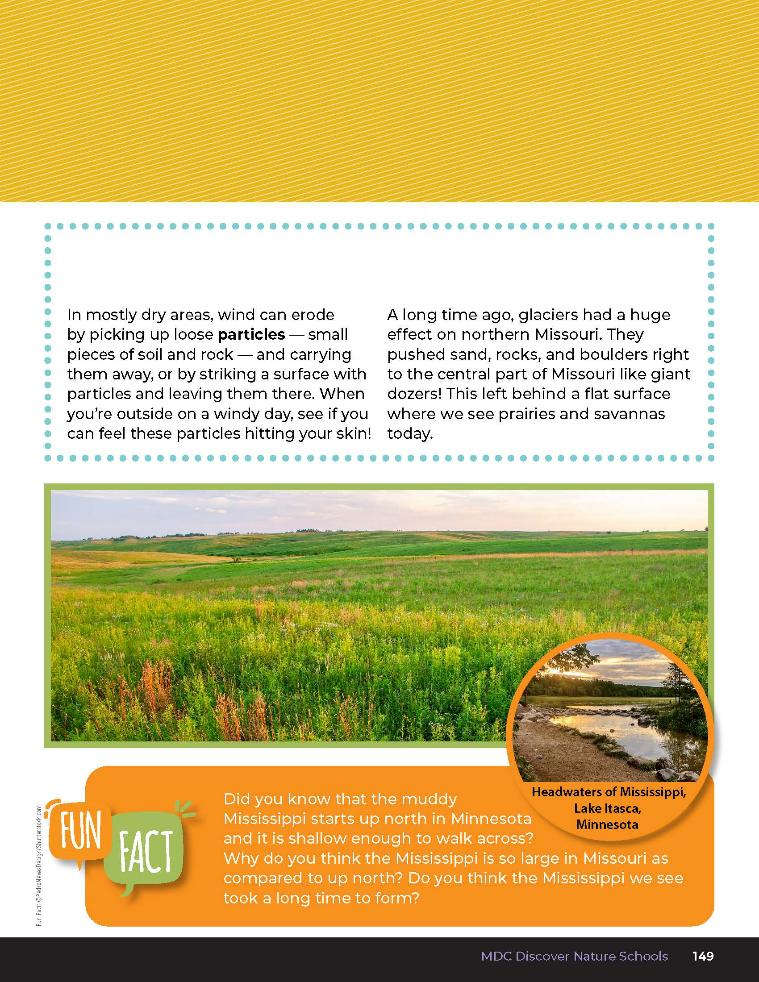 In mostly dry areas, wind can erode
by picking up loose particles — small
pieces of soil and rock — and carrying
them away, or by striking a surface with
particles and leaving them there. When
you’re outside on a windy day, see if you
can feel these particles hitting your skin!
A long time ago, glaciers had a huge
effect on northern Missouri. They
pushed sand, rocks, and boulders right
to the central part of Missouri like giant
dozers! This left behind a flat surface
where we see prairies and savannas
today.
Headwaters of Mississippi,
Lake Itasca,
Minnesota
FUN
FACT
Did you know that the muddy
Mississippi starts up north in Minnesota
and it is shallow enough to walk across?
Why do you think the Mississippi is so large in Missouri as
compared to up north? Do you think the Mississippi we see
took a long time to form?
MDC Discover Nature Schools 149